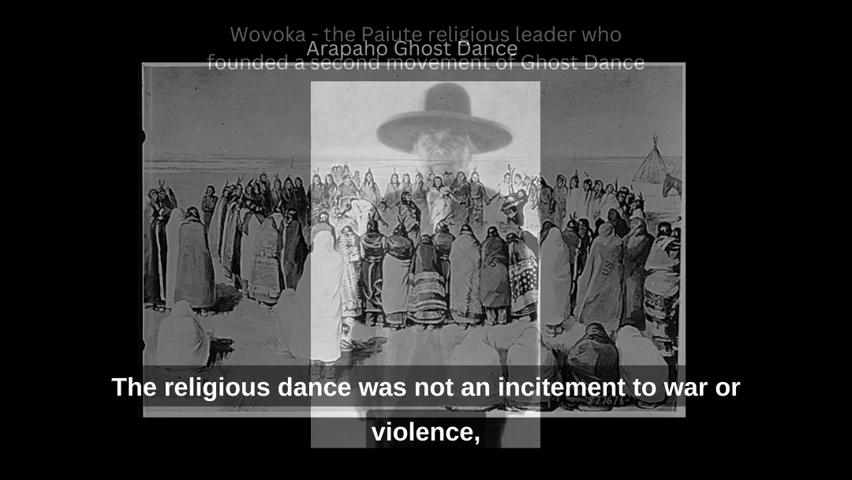 Wovoka - the Paiute religious leader who
Arapaho Ghost Dance
founded a second movement of Ghost Dance
The religious dance was not an incitement to war or
violence,